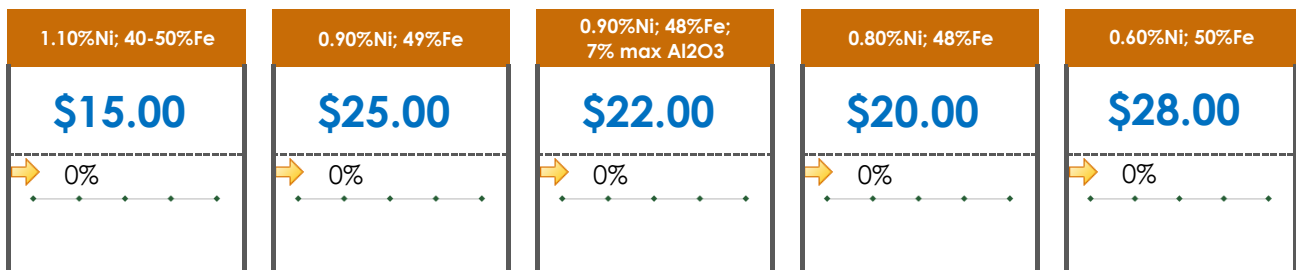 1.10%Ni; 40-50%Fe
$15.00
0%
0.90%Ni; 49%Fe
$25.00
0%
0.90%Ni; 48%Fe;
7% max Al2O3
$22.00
0%
0.80%Ni; 48%Fe
$20.00
0%
0.60%Ni; 50%Fe
$28.00
0%